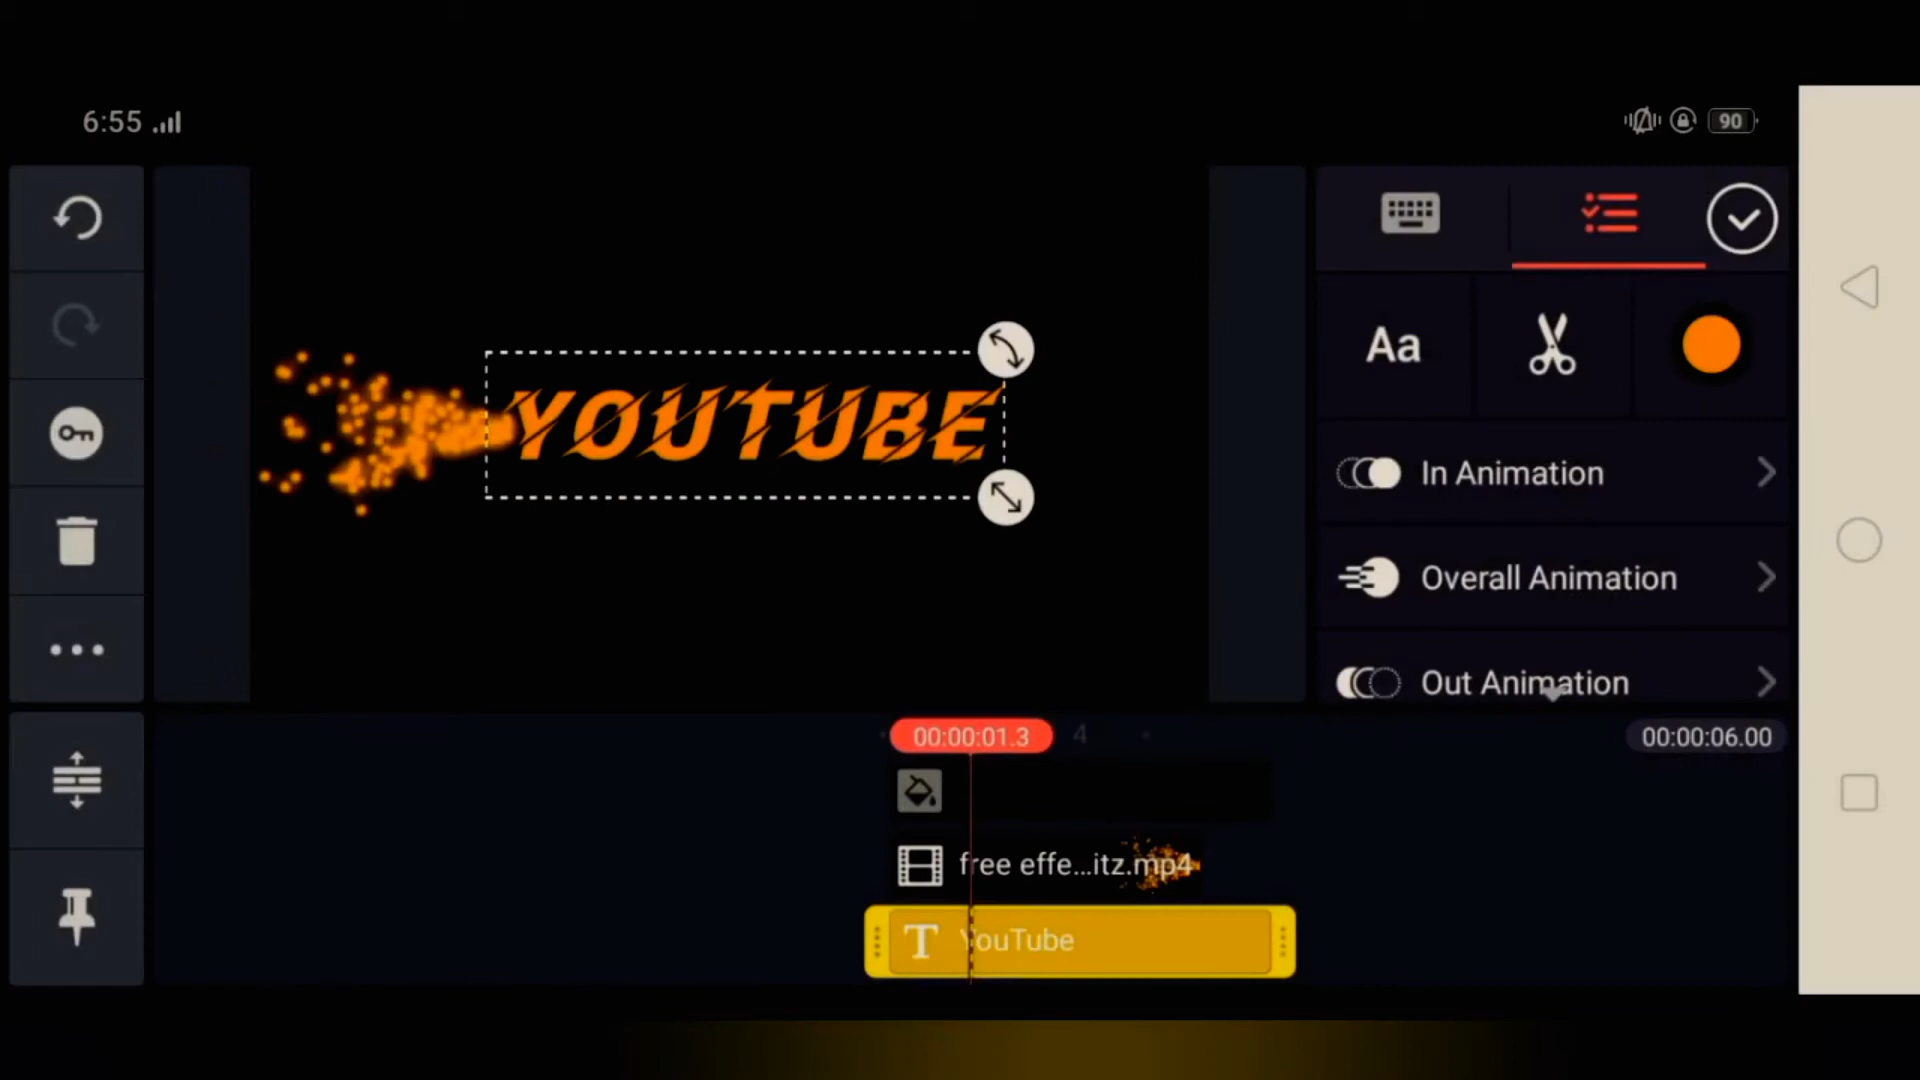 6:55
90
YOUTUBE
Aa
In Animation
Overall Animation
Out Animation
00:00:01.3
4
00:00:06.00
free effe...itz.mp4
T YouTube